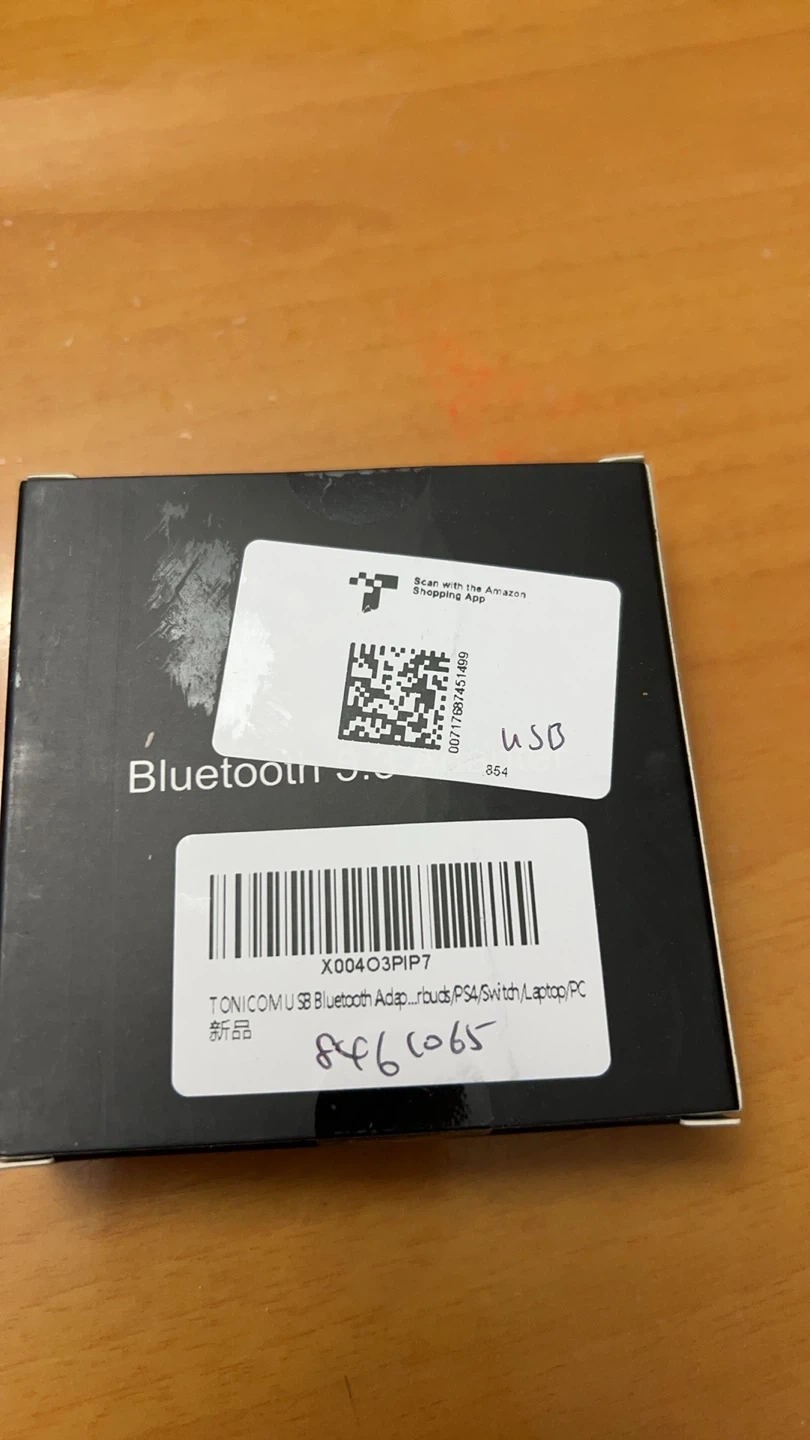 Scan with the Amazon
Shopping App
00717687451499
USB
854
Bluetooth
X004O3PIP7
TONICOM USB Bluetooth Adap...rbuds/PS4/Switch/Laptop/PC
新品